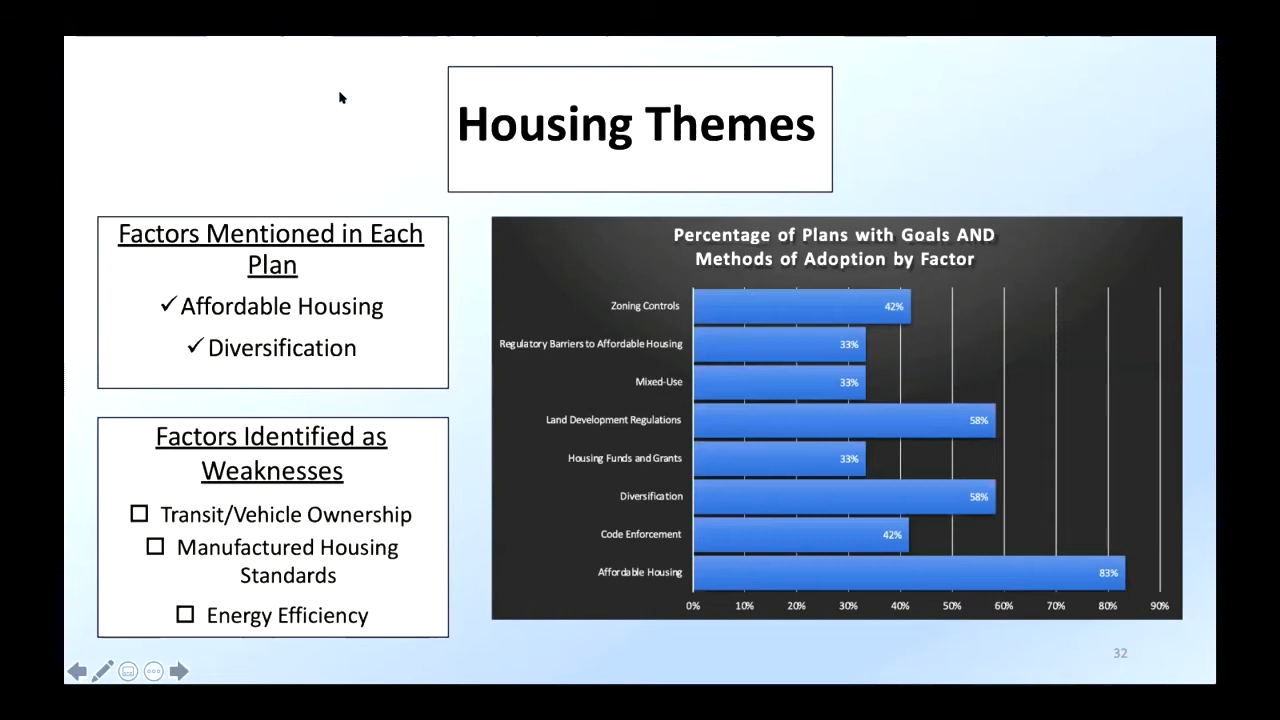 Housing Themes
Factors Mentioned in Each
Plan
✓ Affordable Housing
✓ Diversification
Factors Identified as
Weaknesses
☐ Transit/Vehicle Ownership
☐ Manufactured Housing
Standards
☐ Energy Efficiency
Percentage of Plans with Goals AND
Methods of Adoption by Factor
Zoning Controls 42%
Regulatory Barriers to Affordable Housing 33%
Mixed-Use 33%
Land Development Regulations 58%
Housing Funds and Grants 33%
Diversification 58%
Code Enforcement 42%
Affordable Housing 83%
0% 10% 20% 30% 40% 50% 60% 70% 80% 90%
32